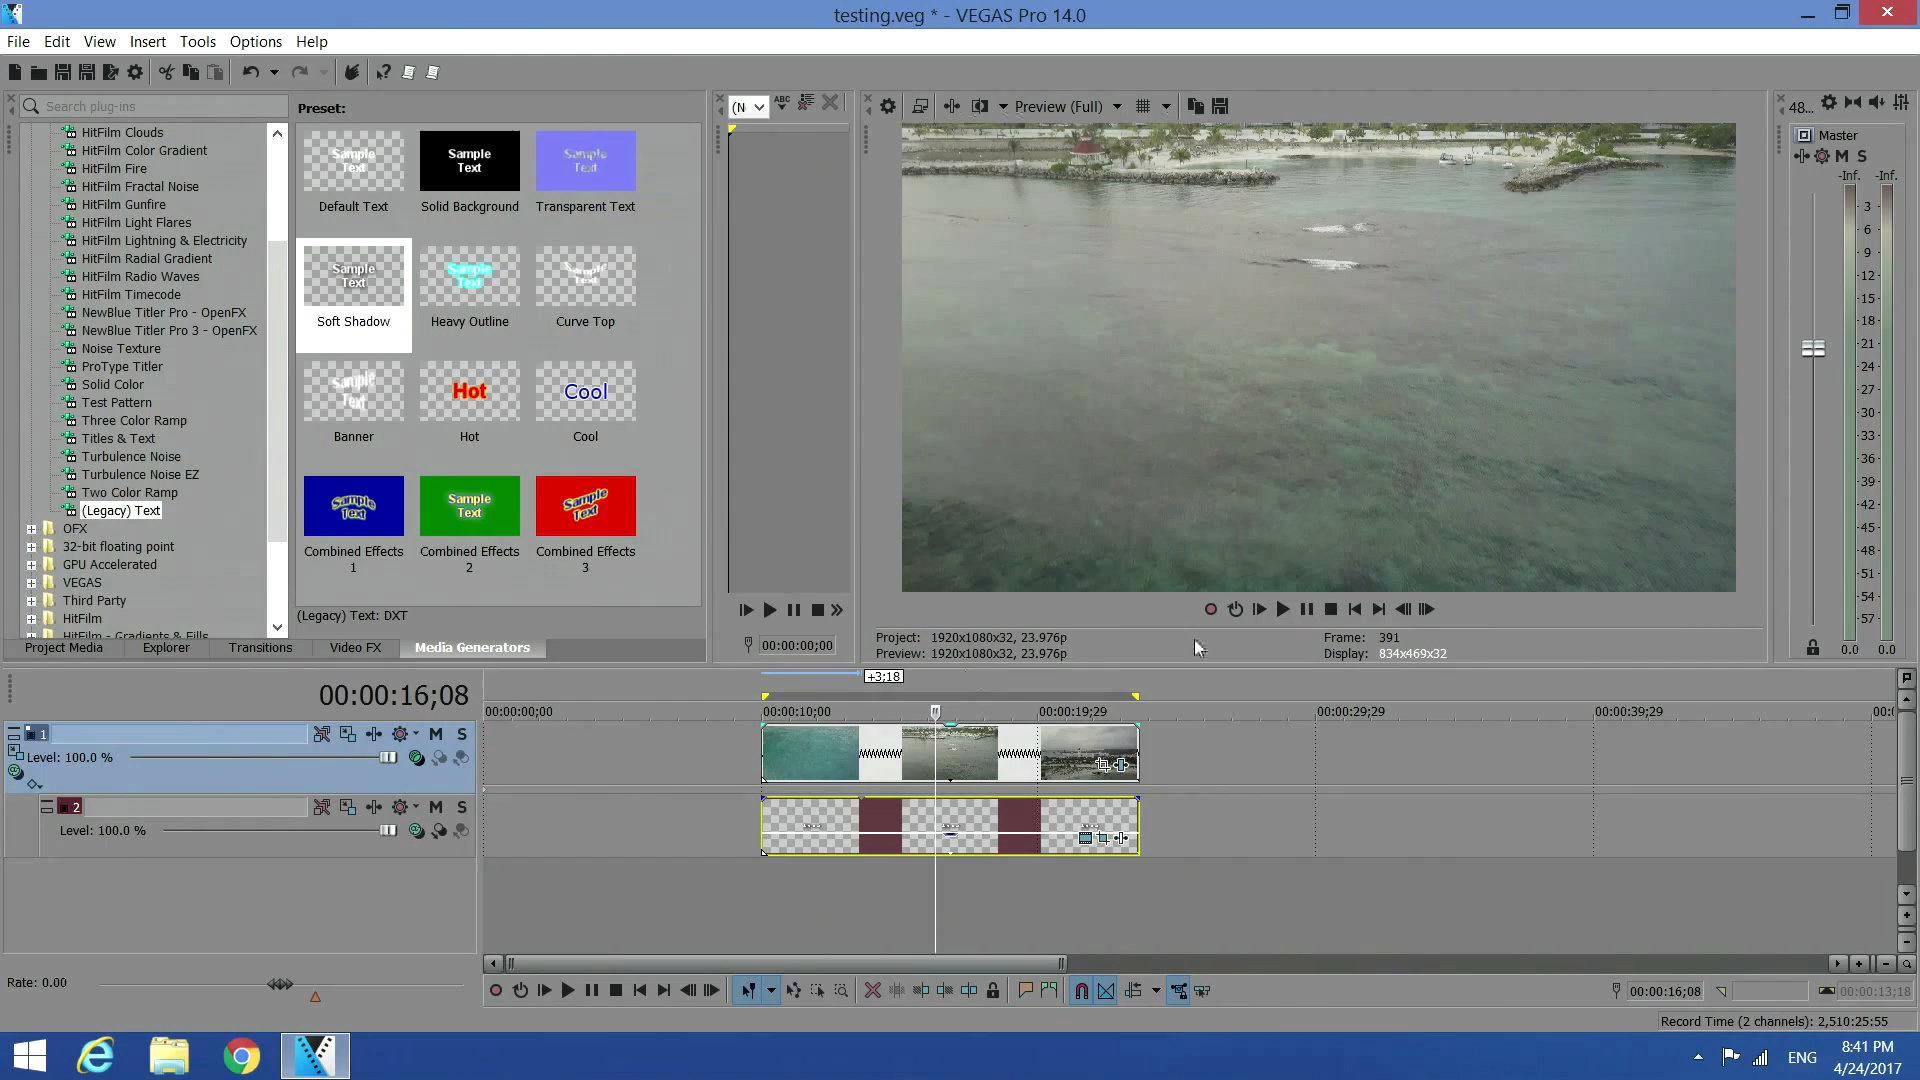 testing.veg * - VEGAS Pro 14.0
File Edit View Insert Tools Options Help
Search plug-ins
HitFilm Clouds
HitFilm Color Gradient
HitFilm Fire
HitFilm Fractal Noise
HitFilm Gunfire
HitFilm Light Flares
HitFilm Lightning & Electricity
HitFilm Radial Gradient
HitFilm Radio Waves
HitFilm Timecode
NewBlue Titler Pro - OpenFX
NewBlue Titler Pro 3 - OpenFX
Noise Texture
ProType Titler
Solid Color
Test Pattern
Three Color Ramp
Titles & Text
Turbulence Noise
Turbulence Noise EZ
Two Color Ramp
(Legacy) Text
OFX
32-bit floating point
GPU Accelerated
VEGAS
Third Party
HitFilm
HitFilm - Gradients & Fills
Preset:
Sample Text
Sample Text
Sample Text
Default Text
Solid Background
Transparent Text
Sample Text
Sample Text
Sample Text
Soft Shadow
Heavy Outline
Curve Top
Sample Text
Hot
Cool
Banner
Hot
Cool
Sample Text
Sample Text
Sample Text
Combined Effects 1
Combined Effects 2
Combined Effects 3
(Legacy) Text: DXT
Project Media Explorer Transitions Video FX Media Generators
(N
ABC
00:00:00;00
Preview (Full)
Project: 1920x1080x32, 23.976p
Preview: 1920x1080x32, 23.976p
Frame: 391
Display: 834x469x32
48...
Master
M S
-Inf. -Inf.
3
6
9
12
15
18
21
24
27
30
33
36
39
42
45
48
51
54
57
0.0 0.0
00:00:16;08
+3;18
00:00:00;00 00:00:10;00 00:00:19;29 00:00:29;29 00:00:39;29 00:0
1 M S
Level: 100.0 %
2 M S
Level: 100.0 %
Rate: 0.00
00:00:16;08 00:00:13;18
Record Time (2 channels): 2,510:25:55
ENG
8:41 PM
4/24/2017